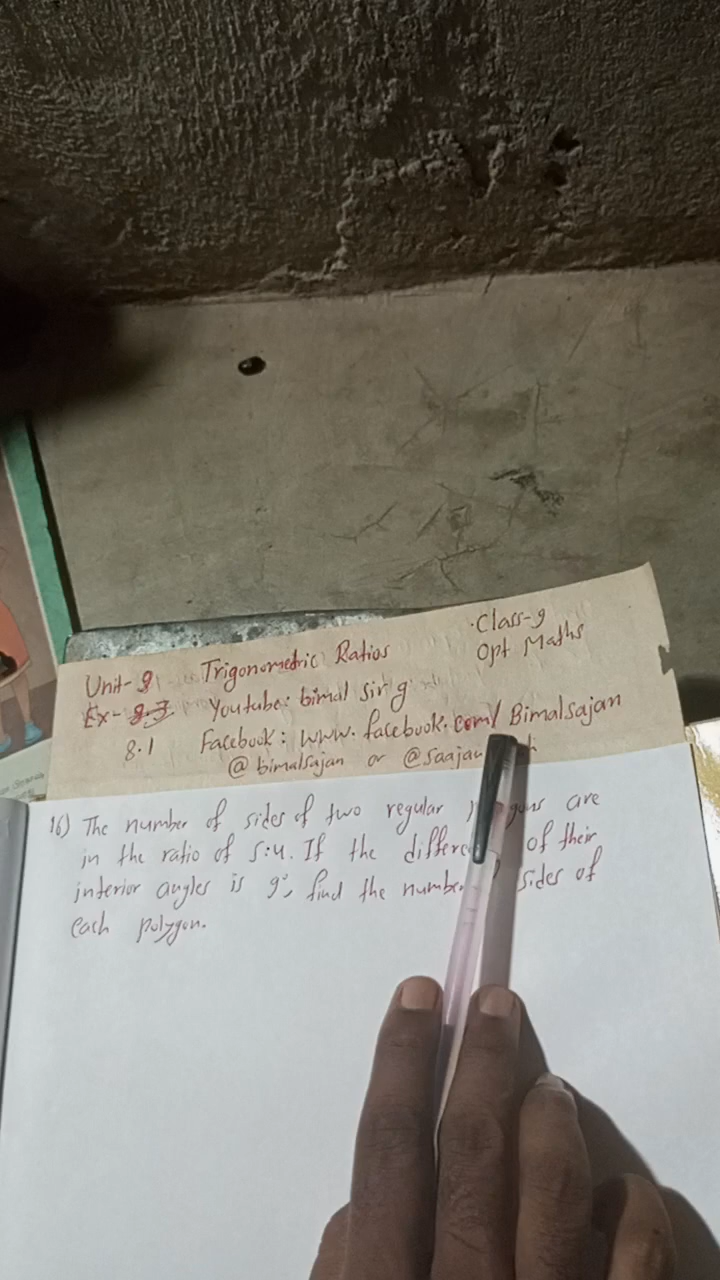 Unit-9 Trigonometric Ratios
Class-9
Opt Maths
Ex- 8.3 Youtube: bimal sir g
8.1 Facebook: www.facebook.com/Bimalsajan
@ bimalsajan or
16) The number of sides of two regular are
in the ratio of 5:4. If the of their
interior angles is 9°, find the sides of
each polygon.